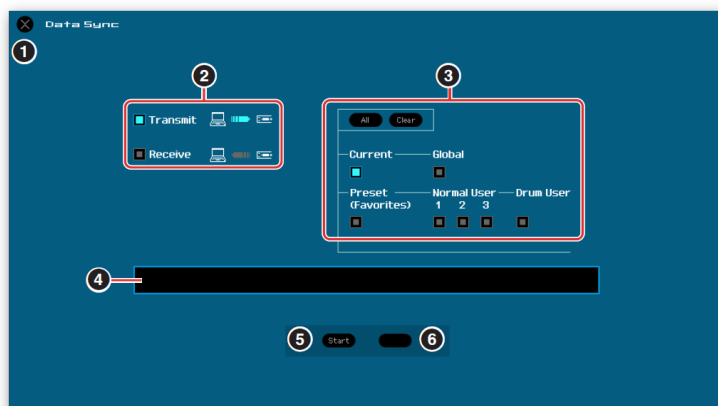 Data Sync
1
2
3
Transmit
Receive
All Clear
Current Global
Preset Normal User Drum User
(Favorites) 1 2 3
4
5 Start 6